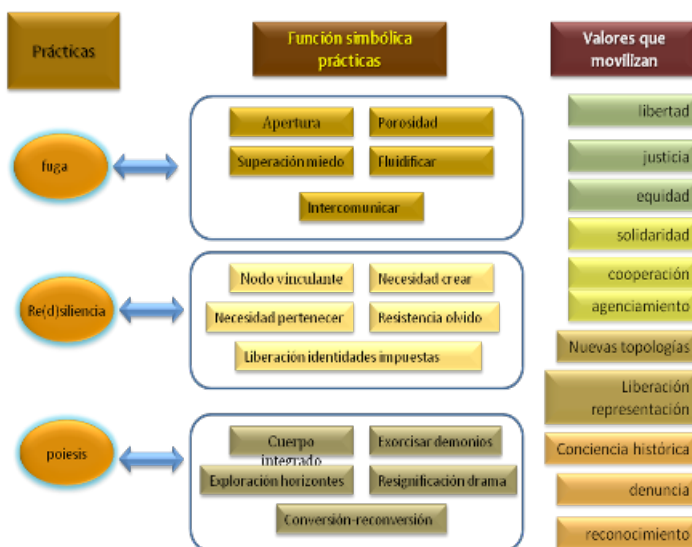 Prácticas
Función simbólica
prácticas
Valores que
movilizan
fuga
Apertura
Porosidad
Superación miedo
Fluidificar
Intercomunicar
Re(d)siliencia
Nodo vinculante
Necesidad crear
Necesidad pertenecer
Resistencia olvido
Liberación identidades impuestas
poiesis
Cuerpo
integrado
Exorcisar demonios
Exploración horizontes
Resignificación drama
Conversión-reconversión
libertad
justicia
equidad
solidaridad
cooperación
agenciamiento
Nuevas topologías
Liberación
representación
Conciencia histórica
denuncia
reconocimiento